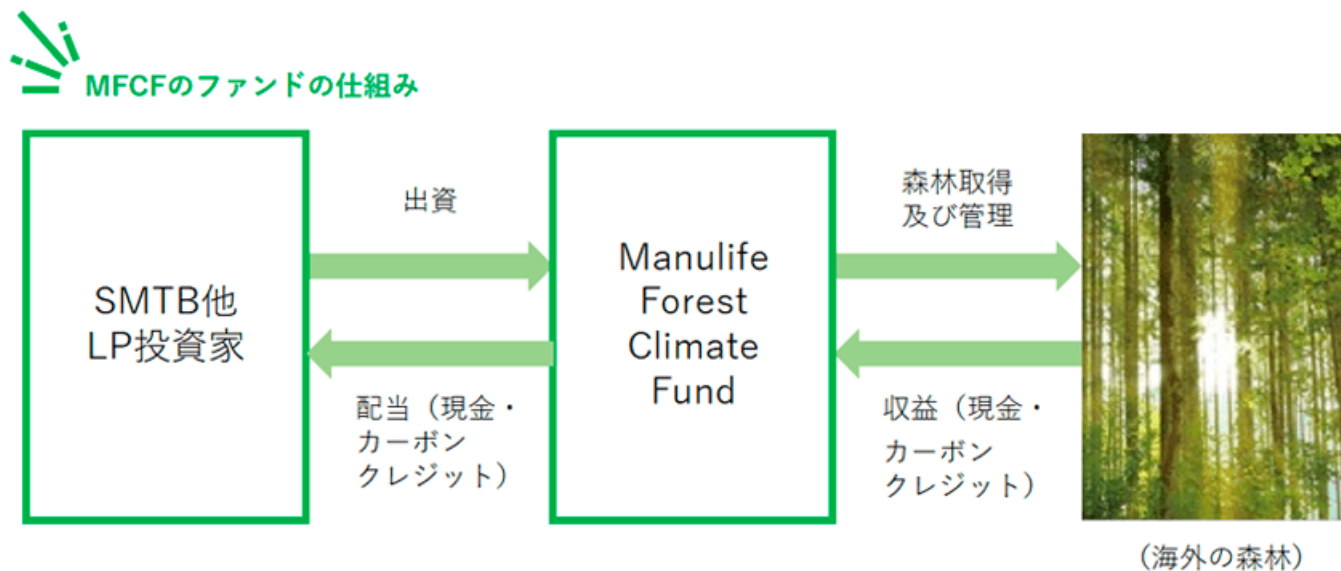 MFCFのファンドの仕組み
SMTB他
LP投資家
出資
配当（現金・
カーボン
クレジット）
Manulife
Forest
Climate
Fund
森林取得
及び管理
収益（現金・
カーボン
クレジット）
（海外の森林）